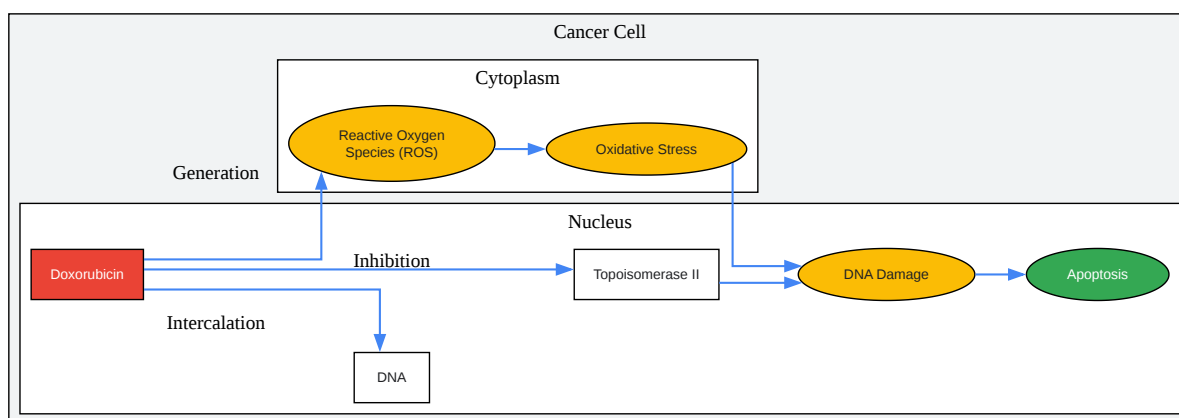 Cancer Cell
Cytoplasm
Reactive Oxygen
Species (ROS)
Oxidative Stress
Generation
Nucleus
Doxorubicin
Inhibition
Topoisomerase II
DNA Damage
Apoptosis
Intercalation
DNA